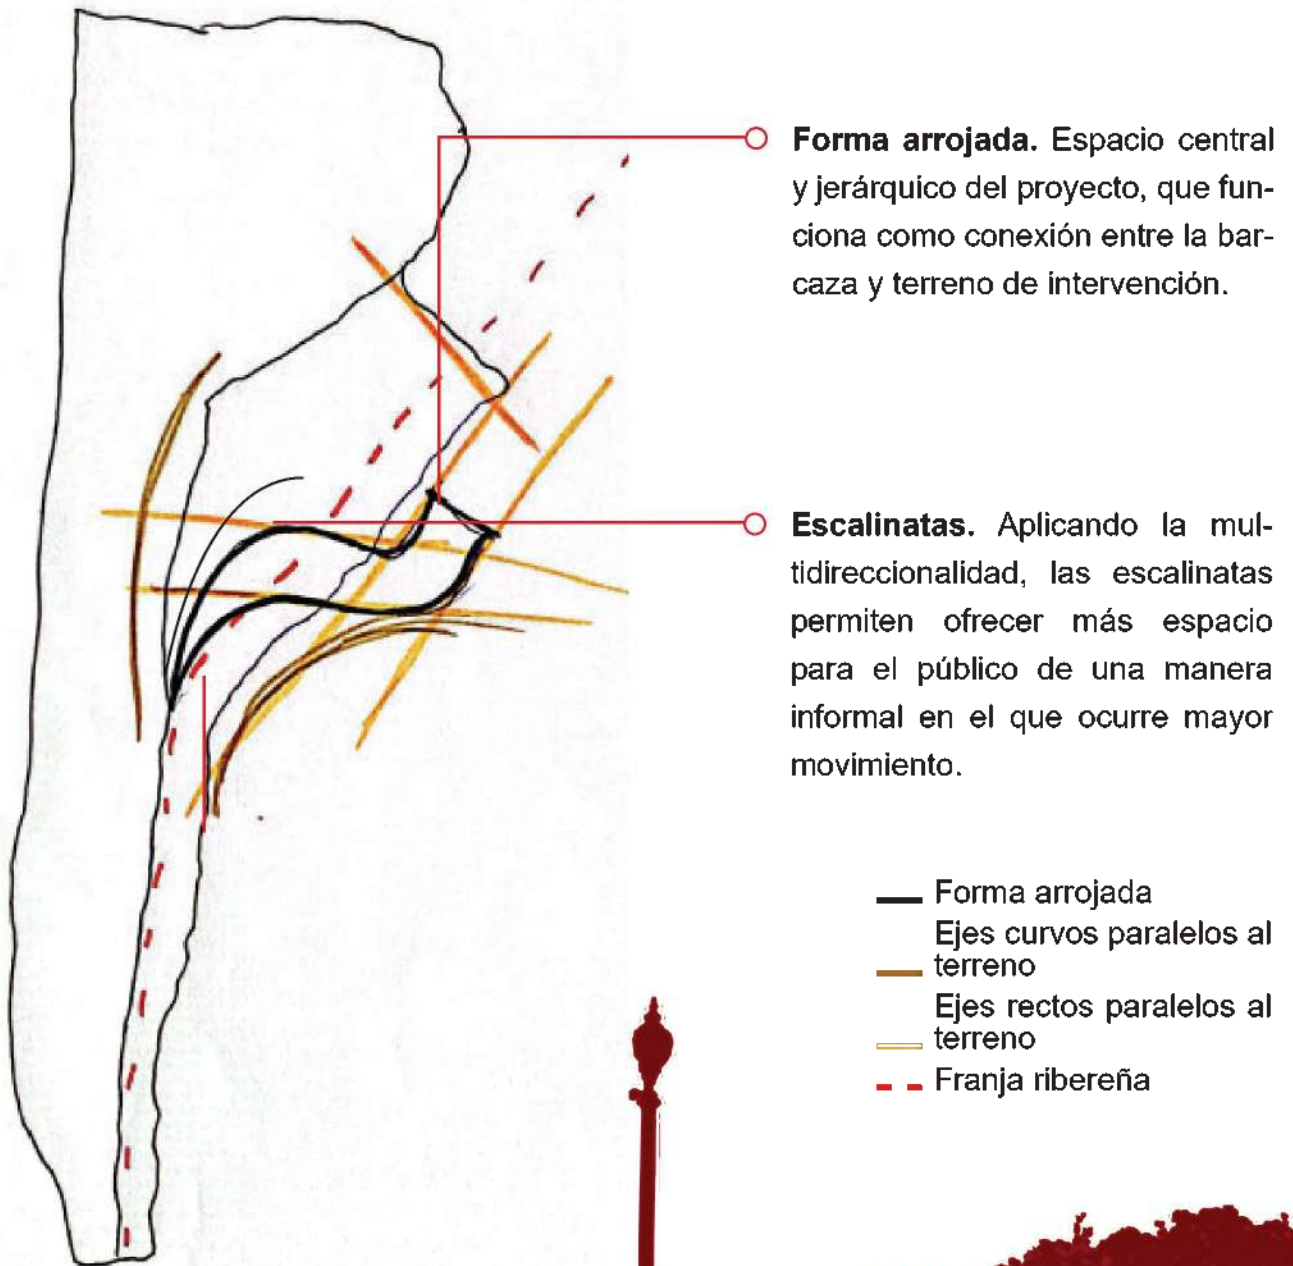 Forma arrojada. Espacio central
y jerárquico del proyecto, que fun-
ciona como conexión entre la bar-
caza y terreno de intervención.
Escalinatas. Aplicando la mul-
tidireccionalidad, las escalinatas
permiten ofrecer más espacio
para el público de una manera
informal en el que ocurre mayor
movimiento.
Forma arrojada
Ejes curvos paralelos al
terreno
Ejes rectos paralelos al
terreno
Franja ribereña